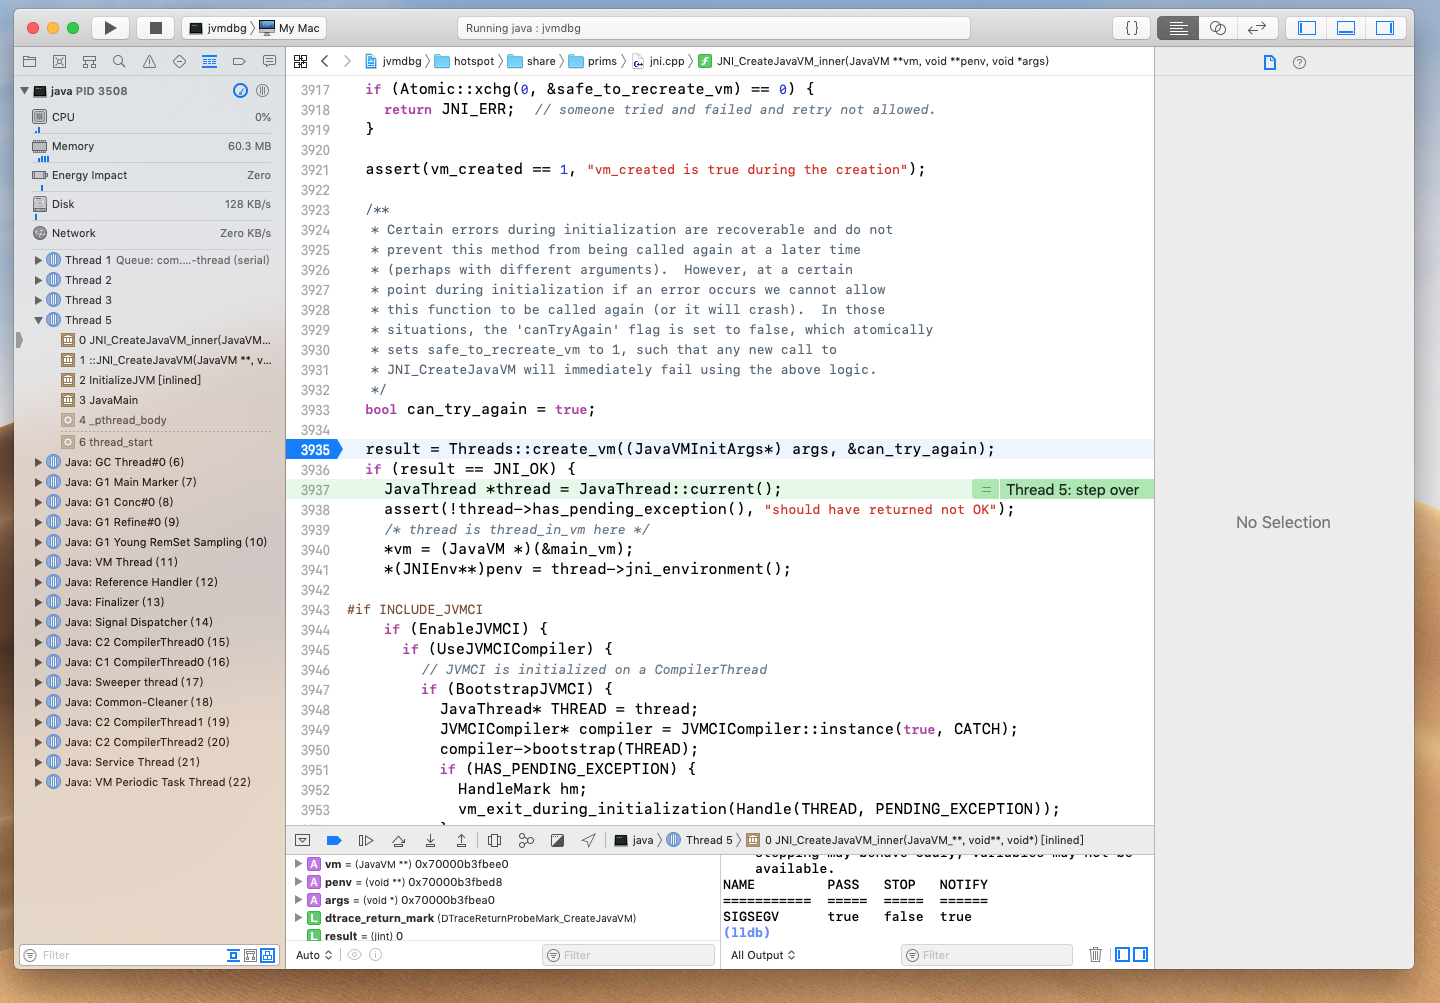 jvmdbg My Mac
Running java : jvmdbg
java PID 3508
CPU 0%
Memory 60.3 MB
Energy Impact Zero
Disk 128 KB/s
Network Zero KB/s
Thread 1 Queue: com....-thread (serial)
Thread 2
Thread 3
Thread 5
0 JNI_CreateJavaVM_inner(JavaVM...
1 ::JNI_CreateJavaVM(JavaVM **, v...
2 InitializeJVM [inlined]
3 JavaMain
4 _pthread_body
6 thread_start
Java: GC Thread#0 (6)
Java: G1 Main Marker (7)
Java: G1 Conc#0 (8)
Java: G1 Refine#0 (9)
Java: G1 Young RemSet Sampling (10)
Java: VM Thread (11)
Java: Reference Handler (12)
Java: Finalizer (13)
Java: Signal Dispatcher (14)
Java: C2 CompilerThread0 (15)
Java: C1 CompilerThread0 (16)
Java: Sweeper thread (17)
Java: Common-Cleaner (18)
Java: C2 CompilerThread1 (19)
Java: C2 CompilerThread2 (20)
Java: Service Thread (21)
Java: VM Periodic Task Thread (22)
Filter
jvmdbg hotspot share prims jni.cpp JNI_CreateJavaVM_inner(JavaVM **vm, void **penv, void *args)
3917 if (Atomic::xchg(0, &safe_to_recreate_vm) == 0) {
3918 return JNI_ERR; // someone tried and failed and retry not allowed.
3919 }
3920
3921 assert(vm_created == 1, "vm_created is true during the creation");
3922
3923 /**
3924 * Certain errors during initialization are recoverable and do not
3925 * prevent this method from being called again at a later time
3926 * (perhaps with different arguments). However, at a certain
3927 * point during initialization if an error occurs we cannot allow
3928 * this function to be called again (or it will crash). In those
3929 * situations, the 'canTryAgain' flag is set to false, which atomically
3930 * sets safe_to_recreate_vm to 1, such that any new call to
3931 * JNI_CreateJavaVM will immediately fail using the above logic.
3932 */
3933 bool can_try_again = true;
3934
3935 result = Threads::create_vm((JavaVMInitArgs*) args, &can_try_again);
3936 if (result == JNI_OK) {
3937 JavaThread *thread = JavaThread::current(); = Thread 5: step over
3938 assert(!thread->has_pending_exception(), "should have returned not OK");
3939 /* thread is thread_in_vm here */
3940 *vm = (JavaVM *)(&main_vm);
3941 *(JNIEnv**)penv = thread->jni_environment();
3942
3943 #if INCLUDE_JVMCI
3944 if (EnableJVMCI) {
3945 if (UseJVMCICompiler) {
3946 // JVMCI is initialized on a CompilerThread
3947 if (BootstrapJVMCI) {
3948 JavaThread* THREAD = thread;
3949 JVMCICompiler* compiler = JVMCICompiler::instance(true, CATCH);
3950 compiler->bootstrap(THREAD);
3951 if (HAS_PENDING_EXCEPTION) {
3952 HandleMark hm;
3953 vm_exit_during_initialization(Handle(THREAD, PENDING_EXCEPTION));
java Thread 5 0 JNI_CreateJavaVM_inner(JavaVM_**, void**, void*) [inlined]
A vm = (JavaVM **) 0x70000b3fbee0
A penv = (void **) 0x70000b3fbed8
A args = (void *) 0x70000b3fbea0
L dtrace_return_mark (DTraceReturnProbeMark_CreateJavaVM)
L result = (jint) 0
Auto Filter
stepping may behave oddly; variables may not be
available.
NAME PASS STOP NOTIFY
=========== ===== ===== ======
SIGSEGV true false true
(lldb)
All Output Filter
No Selection